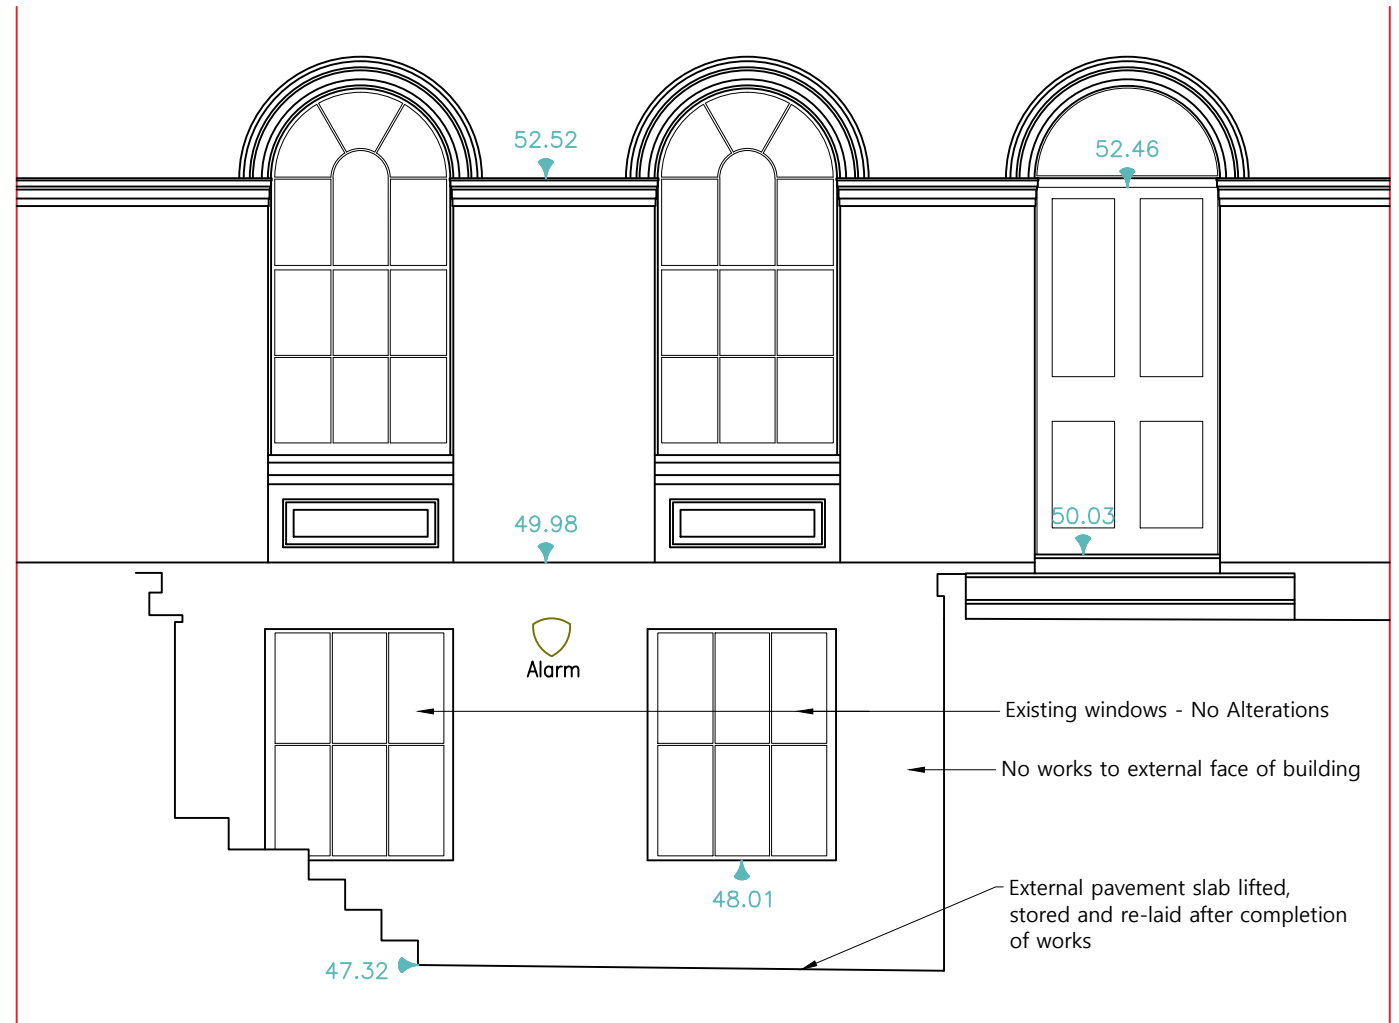 52.52
52.46
49.98
50.03
Alarm
Existing windows - No Alterations
No works to external face of building
48.01
External pavement slab lifted,
stored and re-laid after completion
of works
47.32